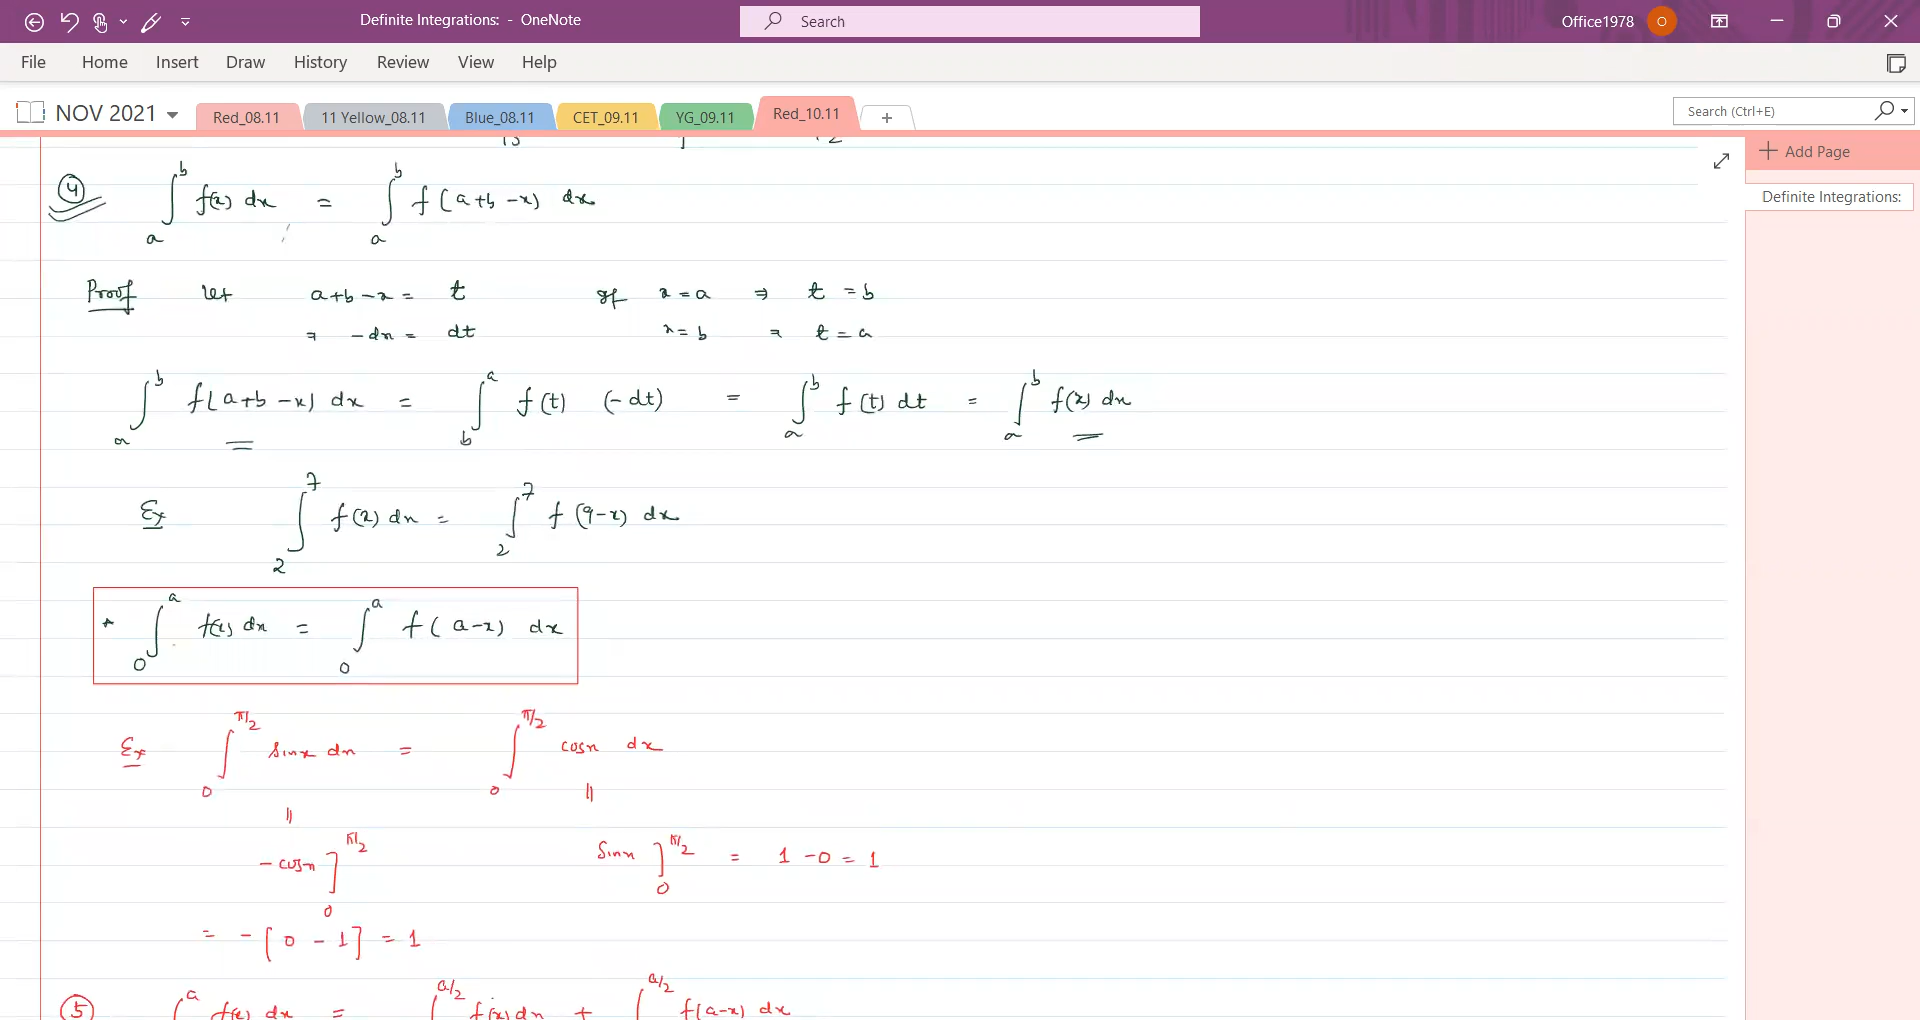 Definite Integrations: - OneNote
Search
Office1978 O
File Home Insert Draw History Review View Help
NOV 2021 Red_08.11 11 Yellow_08.11 Blue_08.11 CET_09.11 YG_09.11 Red_10.11 +
Search (Ctrl+E)
Add Page
Definite Integrations:
④ ∫_a^b f(x) dx = ∫_a^b f(a+b-x) dx
Proof let a+b-x = t If x=a ⇒ t=b
⇒ -dx = dt x=b ⇒ t=a
∫_a^b f(a+b-x) dx = ∫_b^a f(t) (-dt) = ∫_a^b f(t) dt = ∫_a^b f(x) dx
Ex ∫_2^7 f(x) dx = ∫_2^7 f(9-x) dx
* ∫_0^a f(x) dx = ∫_0^a f(a-x) dx
Ex ∫_0^{π/2} sinx dx = ∫_0^{π/2} cosx dx
|| ||
-cosx ]_0^{π/2} Sinx ]_0^{π/2} = 1-0 = 1
= -[0-1] = 1
⑤ ∫^a f(x) dx = ∫^{a/2} f(x) dx + ∫^{a/2} f(a-x) dx